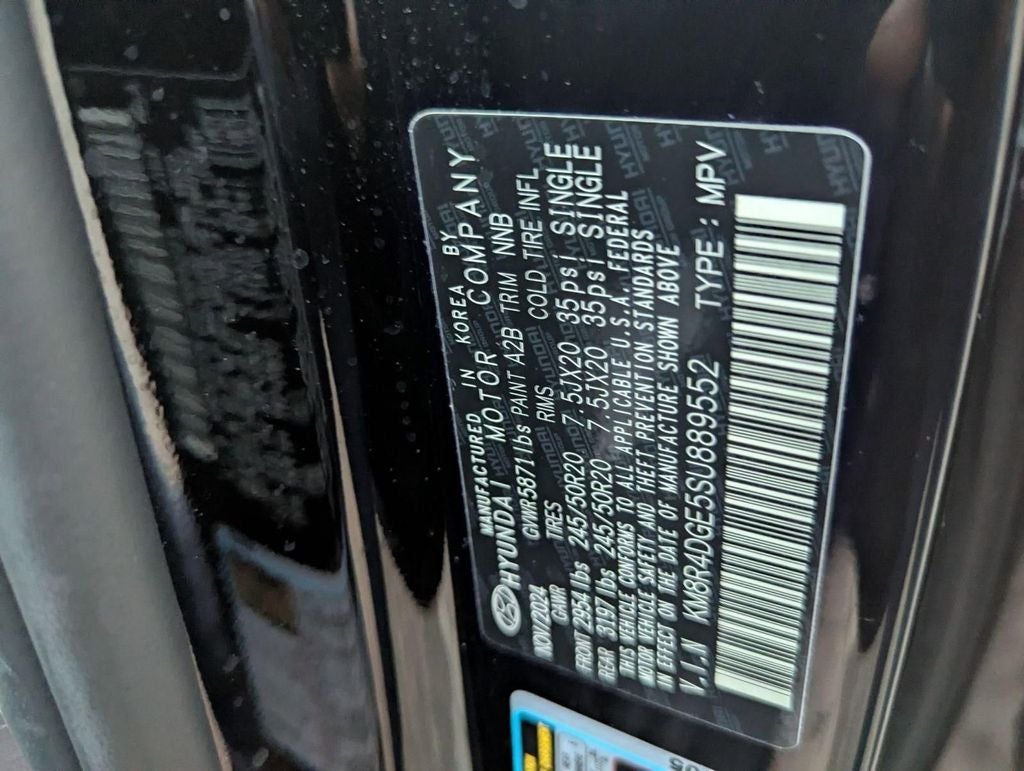 MANUFACTURED IN KOREA BY
HYUNDAI MOTOR COMPANY
NOV/2024 GVWR 5871 lbs PAINT A2B TRIM NNB
GAWR TIRES RMS COLD TIRE INFL
FRONT 2954 lbs 245/50R20 7.5JX20 35psi SINGLE
REAR 3197 lbs 245/50R20 7.5JX20 35psi SINGLE
THIS VEHICLE CONFORMS TO ALL APPLICABLE U.S.A. FEDERAL
MOTOR VEHICLE SAFETY AND THEFT PREVENTION STANDARDS
IN EFFECT ON THE DATE OF MANUFACTURE SHOWN ABOVE
V.I.N KM8R4DGE5SU889552 TYPE : MPV